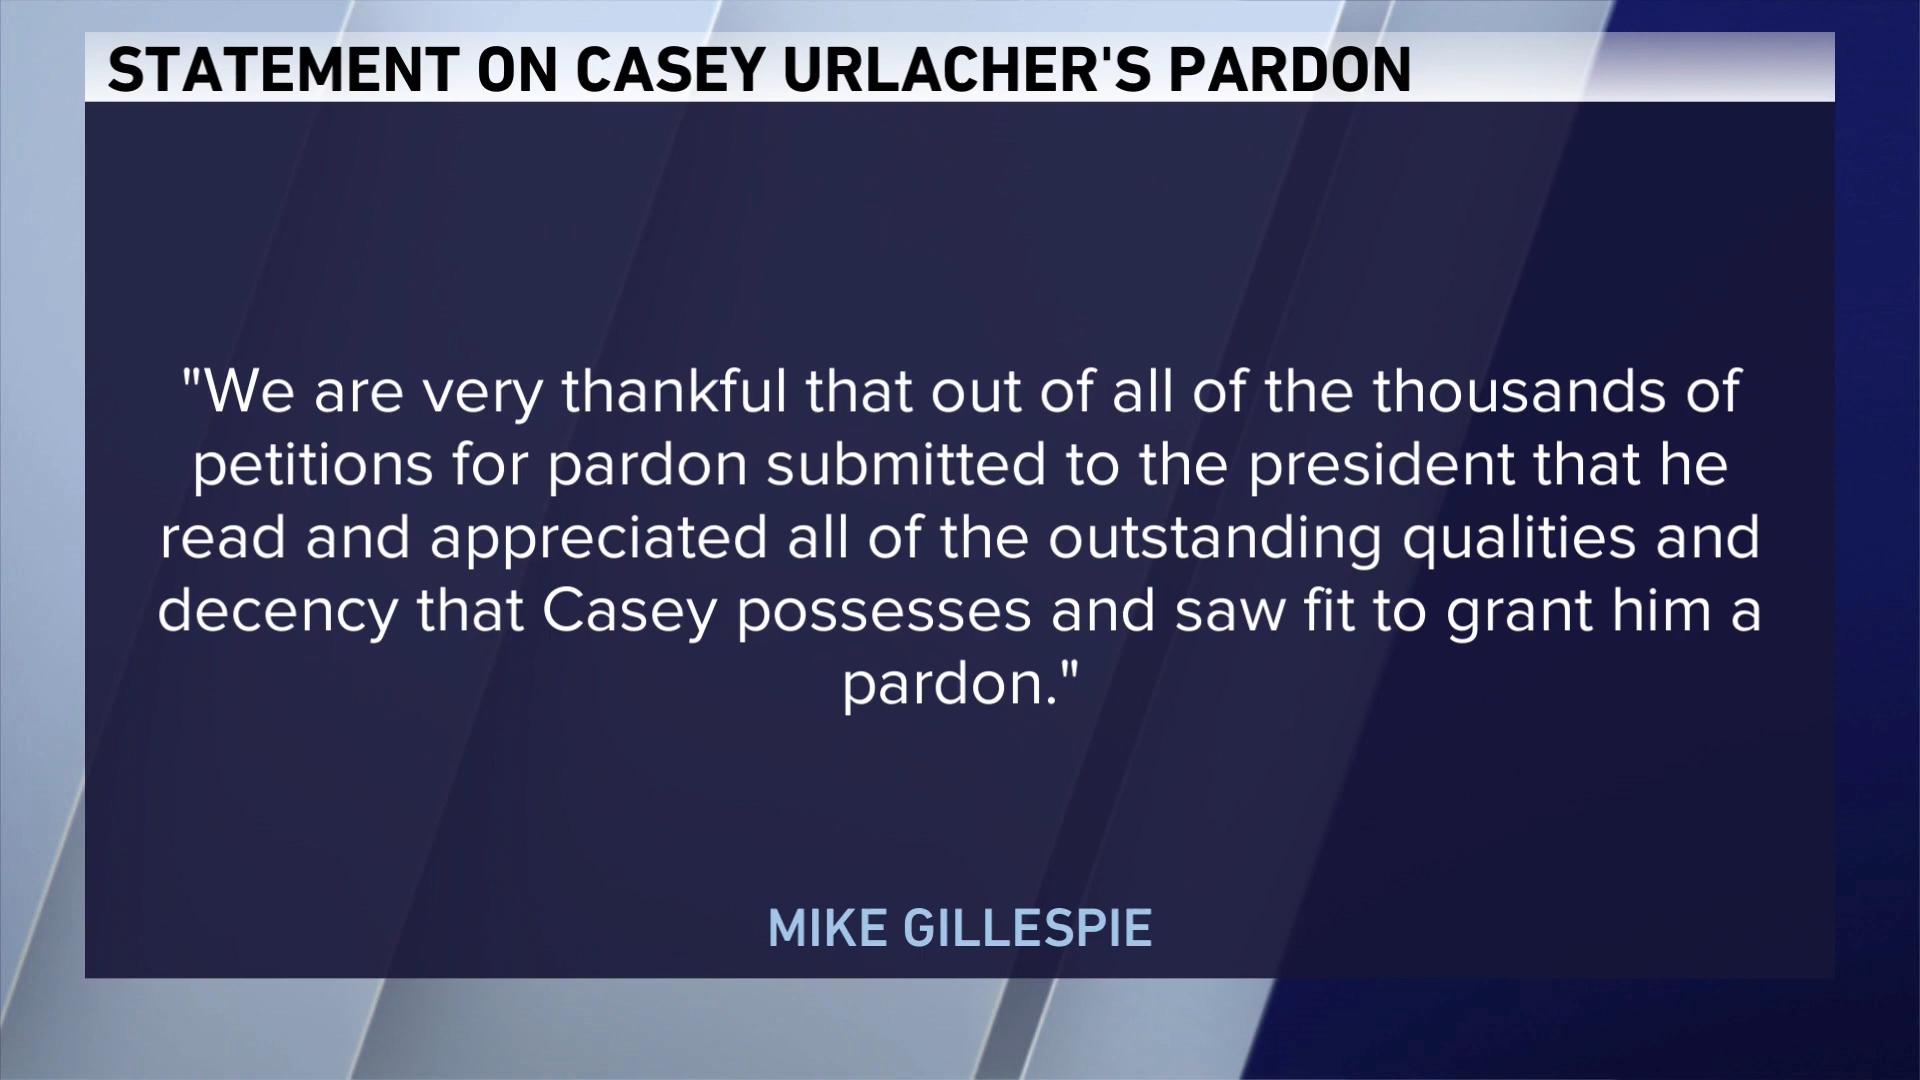 STATEMENT ON CASEY URLACHER'S PARDON
"We are very thankful that out of all of the thousands of
petitions for pardon submitted to the president that he
read and appreciated all of the outstanding qualities and
decency that Casey possesses and saw fit to grant him a
pardon."
MIKE GILLESPIE